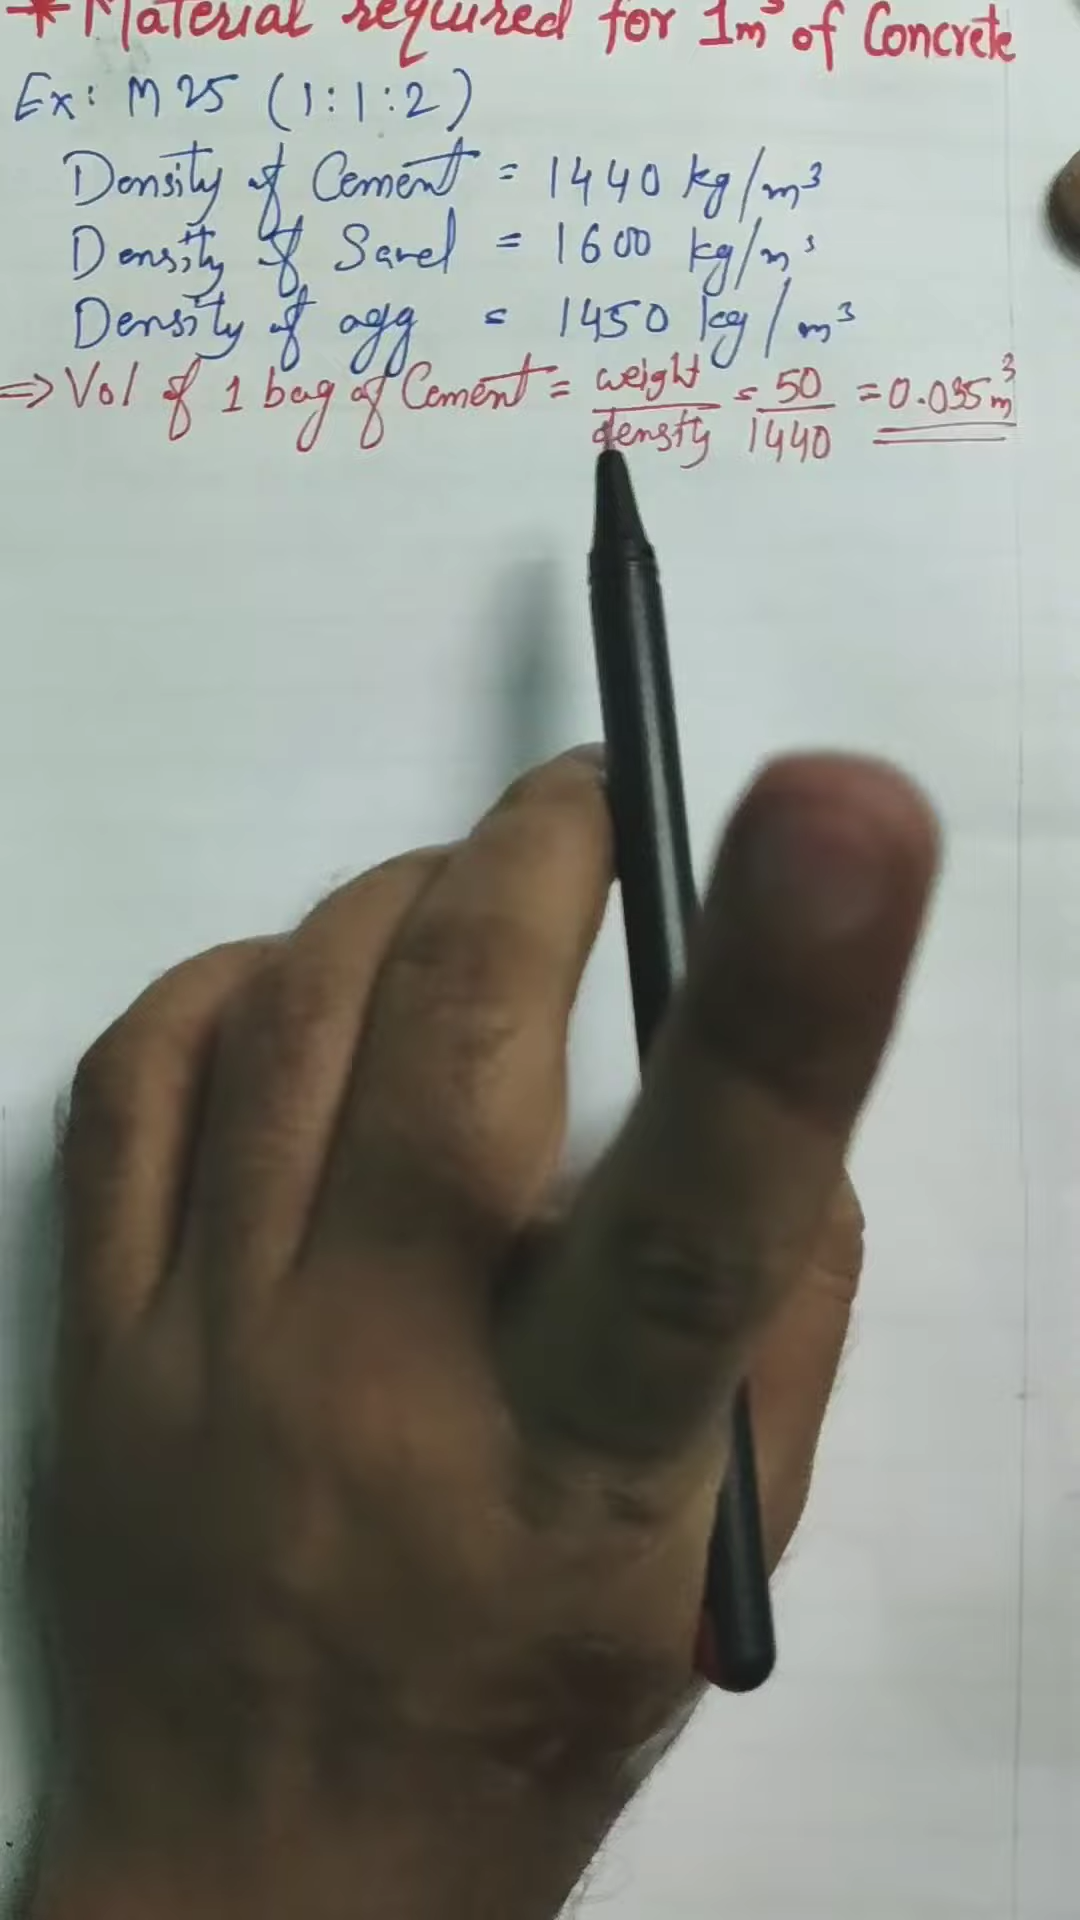 * Material required for 1m³ of Concrete
Ex: M25 (1:1:2)
Density of Cement = 1440 kg/m³
Density of Sand = 1600 kg/m³
Density of agg = 1450 kg/m³
⇒ Vol of 1 bag of Cement = weight/density = 50/1440 = 0.035 m³